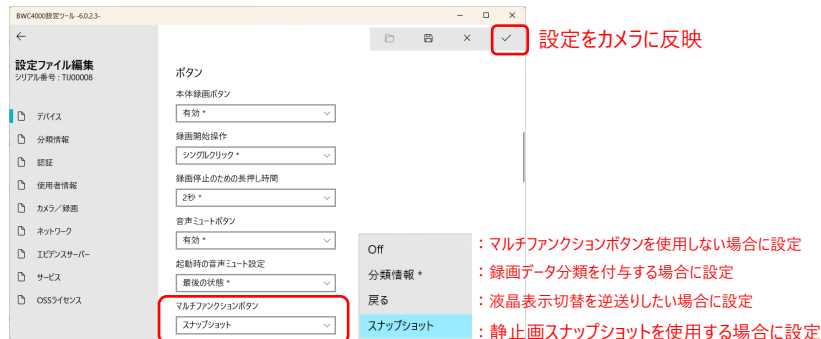 BWC4000設定ツール -6.0.2.3-
設定をカメラに反映
設定ファイル編集
シリアル番号 : TU00008
デバイス
分類情報
認証
使用者情報
カメラ／録画
ネットワーク
エビデンスサーバー
サービス
OSSライセンス
ボタン
本体録画ボタン
有効 *
録画開始操作
シングルクリック *
録画停止のための長押し時間
2秒 *
音声ミュートボタン
有効 *
起動時の音声ミュート設定
最後の状態 *
マルチファンクションボタン
スナップショット
Off ：マルチファンクションボタンを使用しない場合に設定
分類情報 * ：録画データ分類を付与する場合に設定
戻る ：液晶表示切替を逆送りしたい場合に設定
スナップショット ：静止画スナップショットを使用する場合に設定